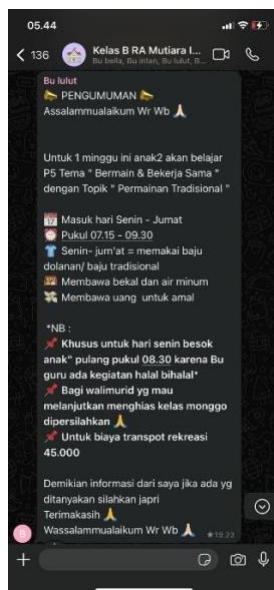 05.44
136
Kelas B RA Mutiara I...
Bu bella, Bu intan, Bu lulut, B...
Bu lulut
PENGUMUMAN
Assalammualaikum Wr Wb
Untuk 1 minggu ini anak2 akan belajar
P5 Tema " Bermain & Bekerja Sama "
dengan Topik " Permainan Tradisional "
Masuk hari Senin - Jumat
Pukul 07.15 - 09.30
Senin- jum'at = memakai baju
dolanan/ baju tradisional
Membawa bekal dan air minum
Membawa uang untuk amal
*NB :
Khusus untuk hari senin besok
anak" pulang pukul 08.30 karena Bu
guru ada kegiatan halal bihalal*
Bagi walimurid yg mau
melanjutkan menghias kelas monggo
dipersilahkan
Untuk biaya transpot rekreasi
45.000
Demikian informasi dari saya jika ada yg
ditanyakan silahkan japri
Terimakasih
Wassalammualaikum Wr Wb
19.23
B